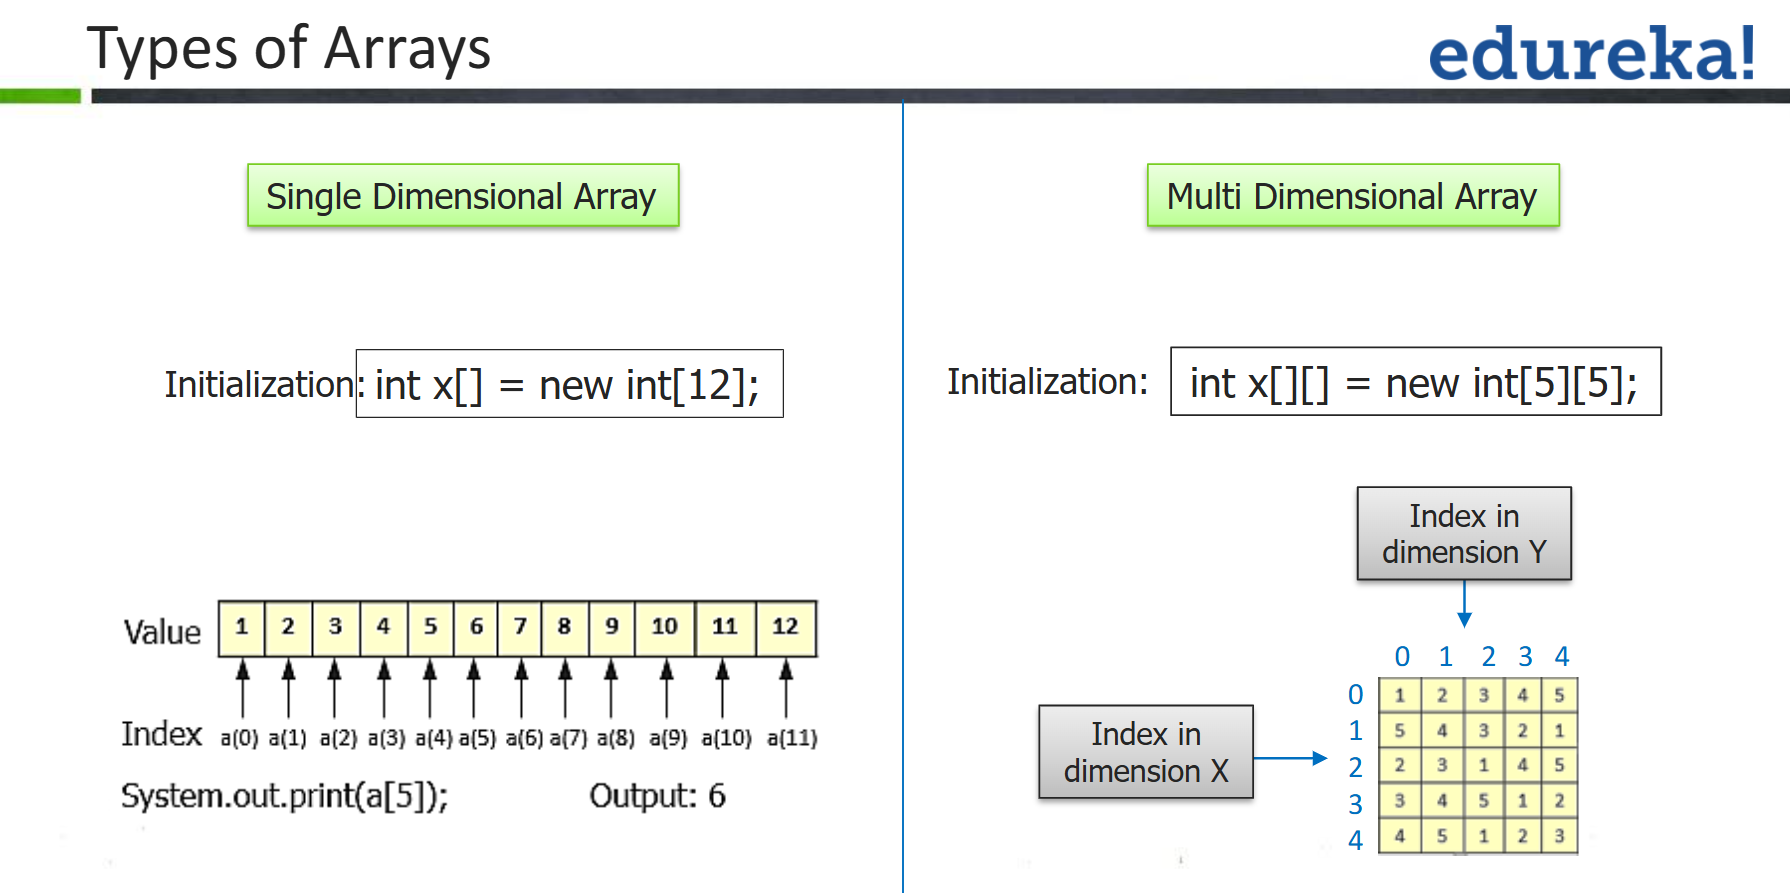 Types of Arrays
edureka!
Single Dimensional Array
Initialization: int x[] = new int[12];
Value 1 2 3 4 5 6 7 8 9 10 11 12
Index a(0) a(1) a(2) a(3) a(4) a(5) a(6) a(7) a(8) a(9) a(10) a(11)
System.out.print(a[5]); Output: 6
Multi Dimensional Array
Initialization: int x[][] = new int[5][5];
Index in
dimension Y
Index in
dimension X
0 1 2 3 4
0 1 2 3 4 5
1 5 4 3 2 1
2 2 3 1 4 5
3 3 4 5 1 2
4 4 5 1 2 3